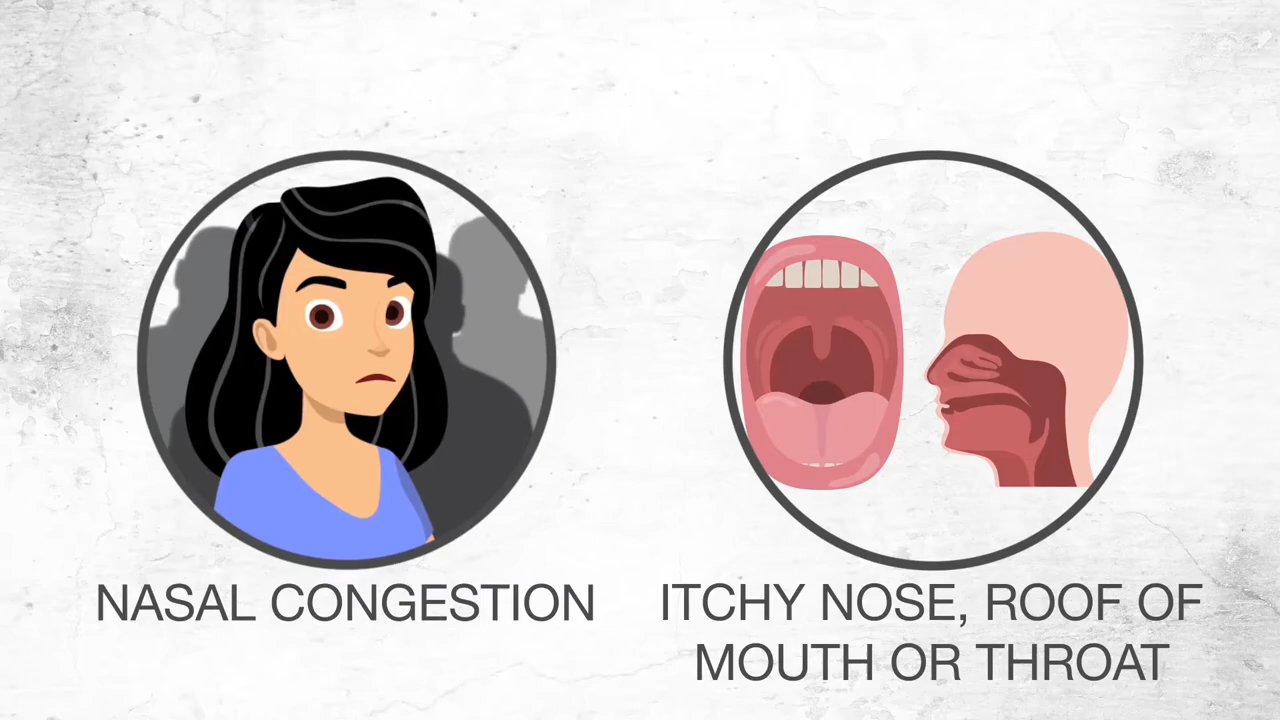 NASAL CONGESTION
ITCHY NOSE, ROOF OF
MOUTH OR THROAT